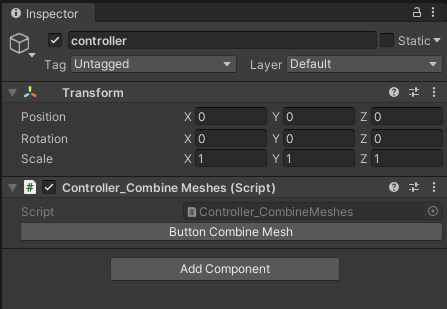 Inspector
controller Static
Tag Untagged Layer Default
Transform
Position X 0 Y 0 Z 0
Rotation X 0 Y 0 Z 0
Scale X 1 Y 1 Z 1
# Controller_Combine Meshes (Script)
Script # Controller_CombineMeshes
Button Combine Mesh
Add Component